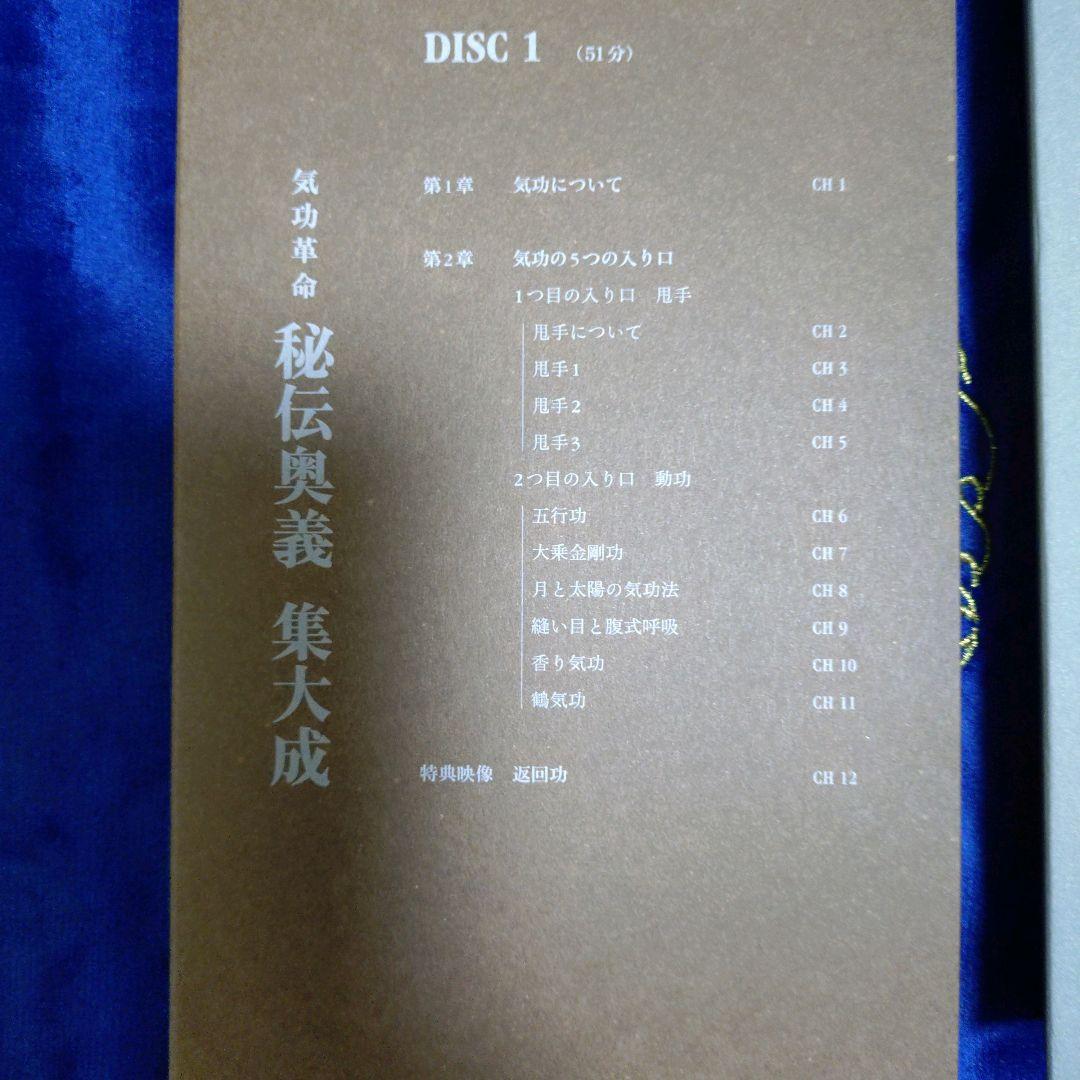 DISC 1 （51分）
気功革命 秘伝奥義 集大成
第1章 気功について CH 1
第2章 気功の5つの入り口
1つ目の入り口 甩手
甩手について CH 2
甩手1 CH 3
甩手2 CH 4
甩手3 CH 5
2つ目の入り口 動功
五行功 CH 6
大乗金剛功 CH 7
月と太陽の気功法 CH 8
縫い目と腹式呼吸 CH 9
香り気功 CH 10
鶴気功 CH 11
特典映像 返回功 CH 12